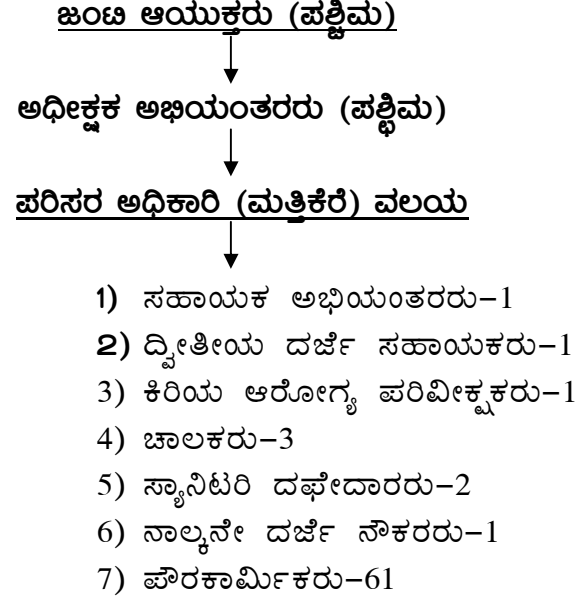 ಜಂಟಿ ಆಯುಕ್ತರು (ಪಶ್ಚಿಮ)
ಅಧೀಕ್ಷಕ ಅಭಿಯಂತರರು (ಪಶ್ಚಿಮ)
ಪರಿಸರ ಅಧಿಕಾರಿ (ಮತ್ತಿಕೆರೆ) ವಲಯ
1) ಸಹಾಯಕ ಅಭಿಯಂತರರು–1
2) ದ್ವಿತೀಯ ದರ್ಜೆ ಸಹಾಯಕರು–1
3) ಕಿರಿಯ ಆರೋಗ್ಯ ಪರಿವೀಕ್ಷಕರು–1
4) ಚಾಲಕರು–3
5) ಸ್ಯಾನಿಟರಿ ದಫೇದಾರರು–2
6) ನಾಲ್ಕನೇ ದರ್ಜೆ ನೌಕರರು–1
7) ಪೌರಕಾರ್ಮಿಕರು–61